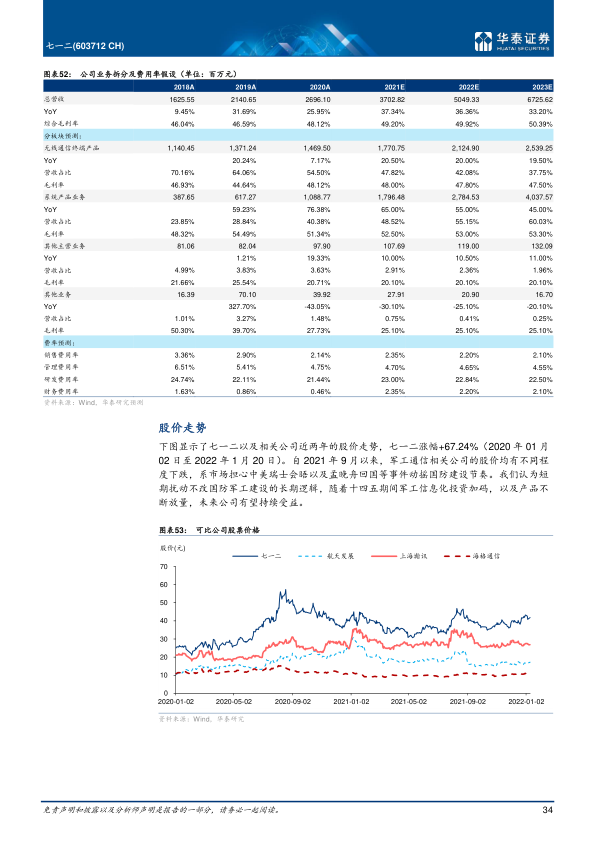 七一二(603712 CH)
华泰证券
HUATAI SECURITIES
图表52： 公司业务拆分及费用率假设（单位：百万元）
2018A 2019A 2020A 2021E 2022E 2023E
总营收 1625.55 2140.65 2696.10 3702.82 5049.33 6725.62
YoY 9.45% 31.69% 25.95% 37.34% 36.36% 33.20%
综合毛利率 46.04% 46.59% 48.12% 49.20% 49.92% 50.39%
分板块预测：
无线通信终端产品 1,140.45 1,371.24 1,469.50 1,770.75 2,124.90 2,539.25
YoY 20.24% 7.17% 20.50% 20.00% 19.50%
营收占比 70.16% 64.06% 54.50% 47.82% 42.08% 37.75%
毛利率 46.93% 44.64% 48.12% 48.00% 47.80% 47.50%
系统产品业务 387.65 617.27 1,088.77 1,796.48 2,784.53 4,037.57
YoY 59.23% 76.38% 65.00% 55.00% 45.00%
营收占比 23.85% 28.84% 40.38% 48.52% 55.15% 60.03%
毛利率 48.32% 54.49% 51.34% 52.50% 53.00% 53.30%
其他主营业务 81.06 82.04 97.90 107.69 119.00 132.09
YoY 1.21% 19.33% 10.00% 10.50% 11.00%
营收占比 4.99% 3.83% 3.63% 2.91% 2.36% 1.96%
毛利率 21.66% 25.54% 20.71% 20.10% 20.10% 20.10%
其他业务 16.39 70.10 39.92 27.91 20.90 16.70
YoY 327.70% -43.05% -30.10% -25.10% -20.10%
营收占比 1.01% 3.27% 1.48% 0.75% 0.41% 0.25%
毛利率 50.30% 39.70% 27.73% 25.10% 25.10% 25.10%
费率预测：
销售费用率 3.36% 2.90% 2.14% 2.35% 2.20% 2.10%
管理费用率 6.51% 5.41% 4.75% 4.70% 4.65% 4.55%
研发费用率 24.74% 22.11% 21.44% 23.00% 22.84% 22.50%
财务费用率 1.63% 0.86% 0.46% 2.35% 2.20% 2.10%
资料来源：Wind，华泰研究预测
股价走势
下图显示了七一二以及相关公司近两年的股价走势，七一二涨幅+67.24%（2020 年 01 月
02 日至 2022 年 1 月 20 日）。自 2021 年 9 月以来，军工通信相关公司的股价均有不同程
度下跌，系市场担心中美瑞士会晤以及孟晚舟回国等事件动摇国防建设节奏。我们认为短
期扰动不改国防军工建设的长期逻辑，随着十四五期间军工信息化投资加码，以及产品不
断放量，未来公司有望持续受益。
图表53： 可比公司股票价格
股价(元)
七一二 航天发展 上海瀚讯 海格通信
70
60
50
40
30
20
10
0
2020-01-02 2020-05-02 2020-09-02 2021-01-02 2021-05-02 2021-09-02 2022-01-02
资料来源：Wind，华泰研究
免责声明和披露以及分析师声明是报告的一部分，请务必一起阅读。 34